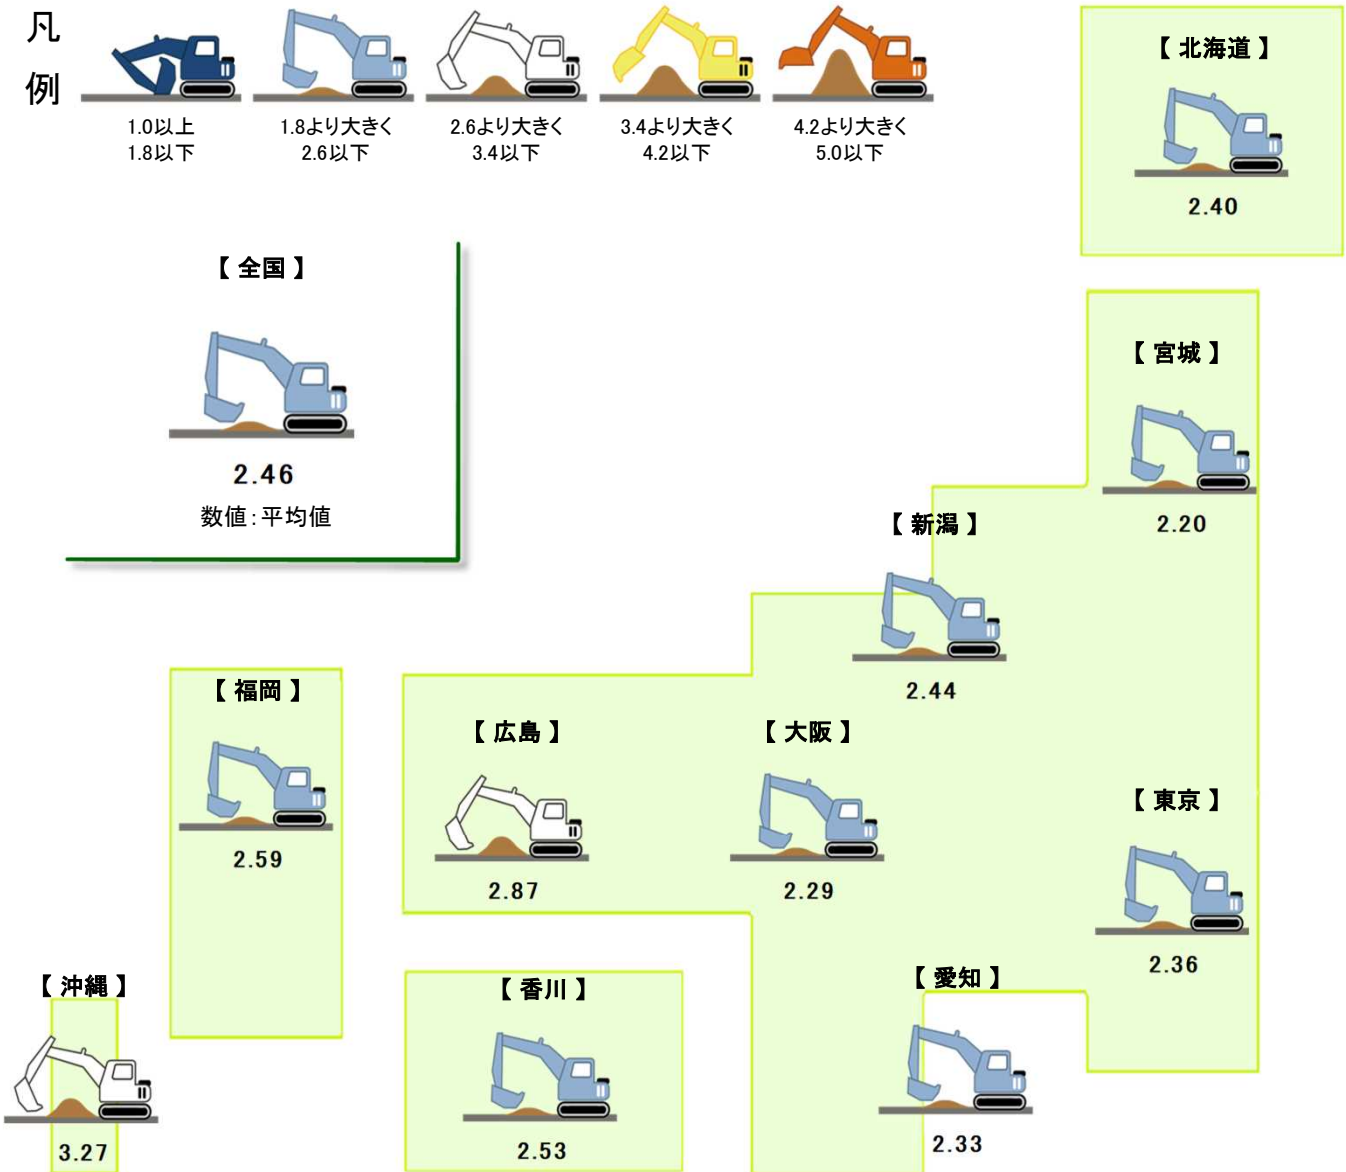 凡
例
1.0以上
1.8以下
1.8より大きく
2.6以下
2.6より大きく
3.4以下
3.4より大きく
4.2以下
4.2より大きく
5.0以下
【 北海道 】
2.40
【 全国 】
2.46
数値：平均値
【 宮城 】
2.20
【 新潟 】
2.44
【 福岡 】
2.59
【 広島 】
2.87
【 大阪 】
2.29
【 東京 】
2.36
【 沖縄 】
3.27
【 香川 】
2.53
【 愛知 】
2.33